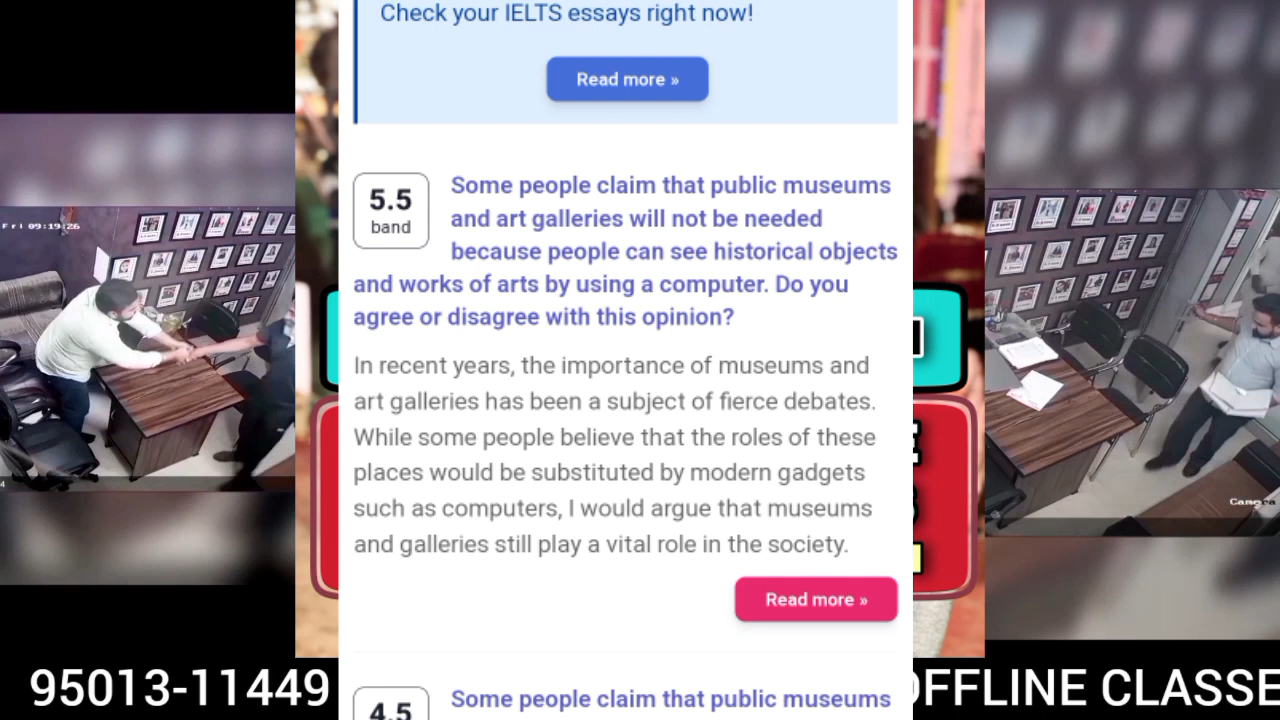 Check your IELTS essays right now!
Read more »
5.5
band
Some people claim that public museums
and art galleries will not be needed
because people can see historical objects
and works of arts by using a computer. Do you
agree or disagree with this opinion?
In recent years, the importance of museums and
art galleries has been a subject of fierce debates.
While some people believe that the roles of these
places would be substituted by modern gadgets
such as computers, I would argue that museums
and galleries still play a vital role in the society.
Read more »
4.5
Some people claim that public museums
Fri 09:19:26
Camera
95013-11449
OFFLINE CLASSE